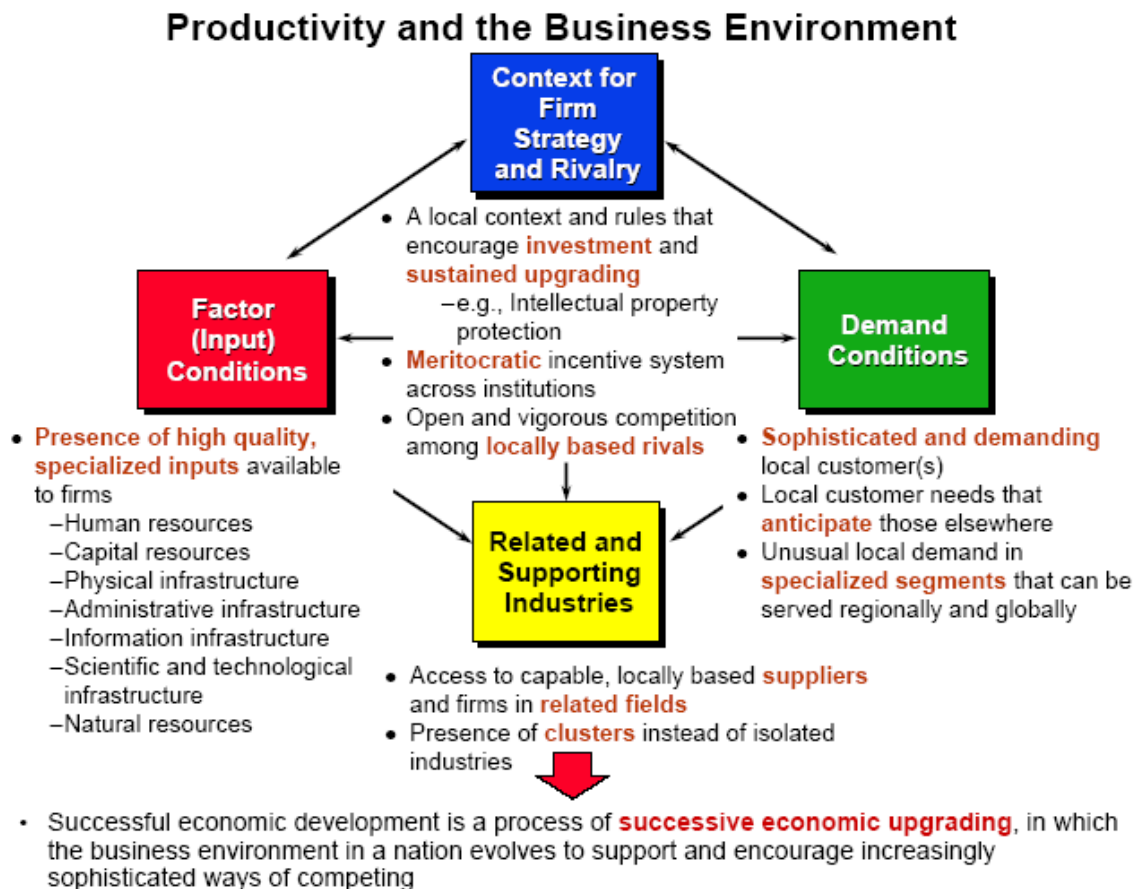 Productivity and the Business Environment
Context for
Firm
Strategy
and Rivalry
• A local context and rules that
encourage investment and
sustained upgrading
–e.g., Intellectual property
protection
• Meritocratic incentive system
across institutions
• Open and vigorous competition
among locally based rivals
Factor
(Input)
Conditions
• Presence of high quality,
specialized inputs available
to firms
–Human resources
–Capital resources
–Physical infrastructure
–Administrative infrastructure
–Information infrastructure
–Scientific and technological
infrastructure
–Natural resources
Demand
Conditions
• Sophisticated and demanding
local customer(s)
• Local customer needs that
anticipate those elsewhere
• Unusual local demand in
specialized segments that can be
served regionally and globally
Related and
Supporting
Industries
• Access to capable, locally based suppliers
and firms in related fields
• Presence of clusters instead of isolated
industries
• Successful economic development is a process of successive economic upgrading, in which
the business environment in a nation evolves to support and encourage increasingly
sophisticated ways of competing